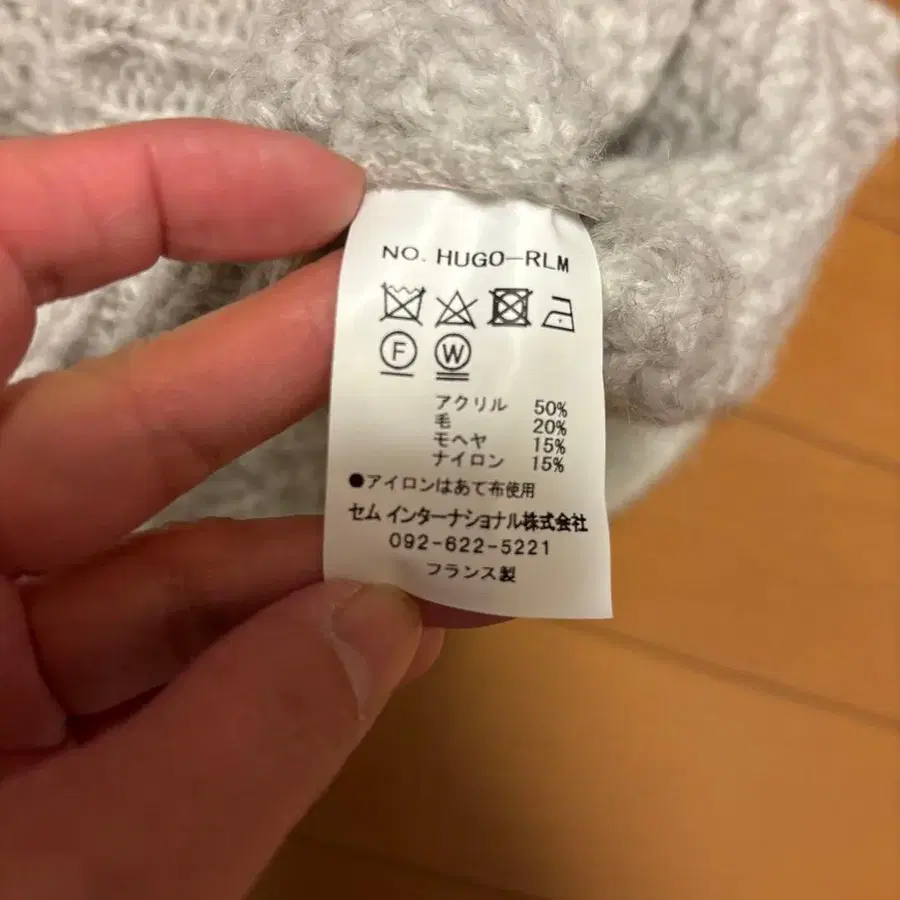 NO. HUGO-RLM
F W
アクリル 50%
毛 20%
モヘヤ 15%
ナイロン 15%
●アイロンはあて布使用
セム インターナショナル株式会社
092-622-5221
フランス製